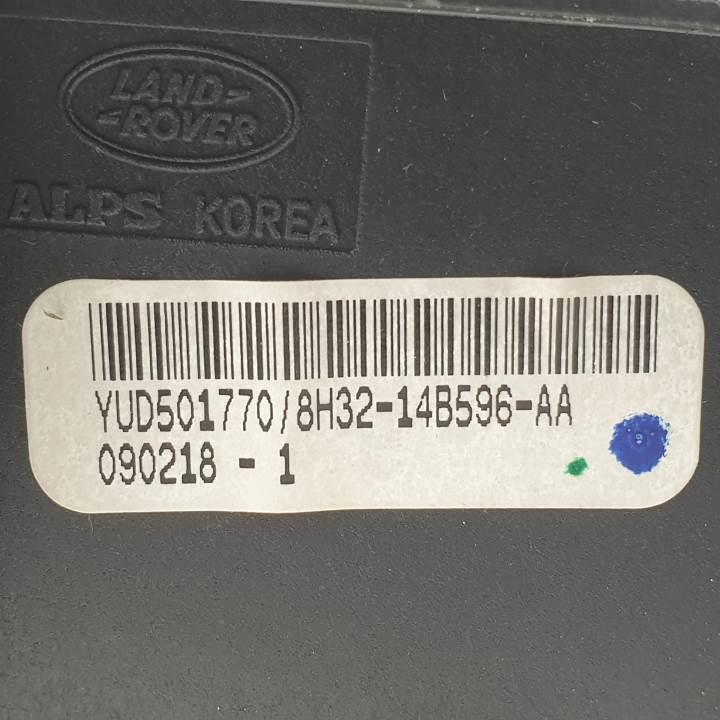 LAND-
-ROVER
ALPS KOREA
YUD501770/8H32-14B596-AA
090218 - 1